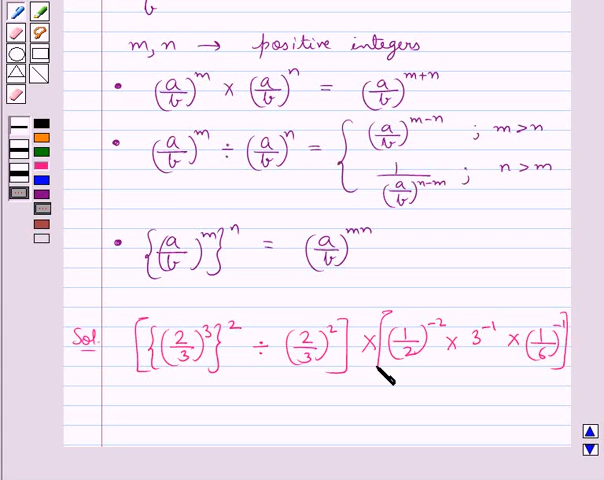 b
m, n → positive integers
• (a/b)^m × (a/b)^n = (a/b)^{m+n}
• (a/b)^m ÷ (a/b)^n = { (a/b)^{m-n} ; m > n
1/(a/b)^{n-m} ; n > m
• {(a/b)^m}^n = (a/b)^{mn}
Sol. [{(2/3)^3}^2 ÷ (2/3)^2] × [(1/2)^{-2} × 3^{-1} × (1/6)^{-1}]